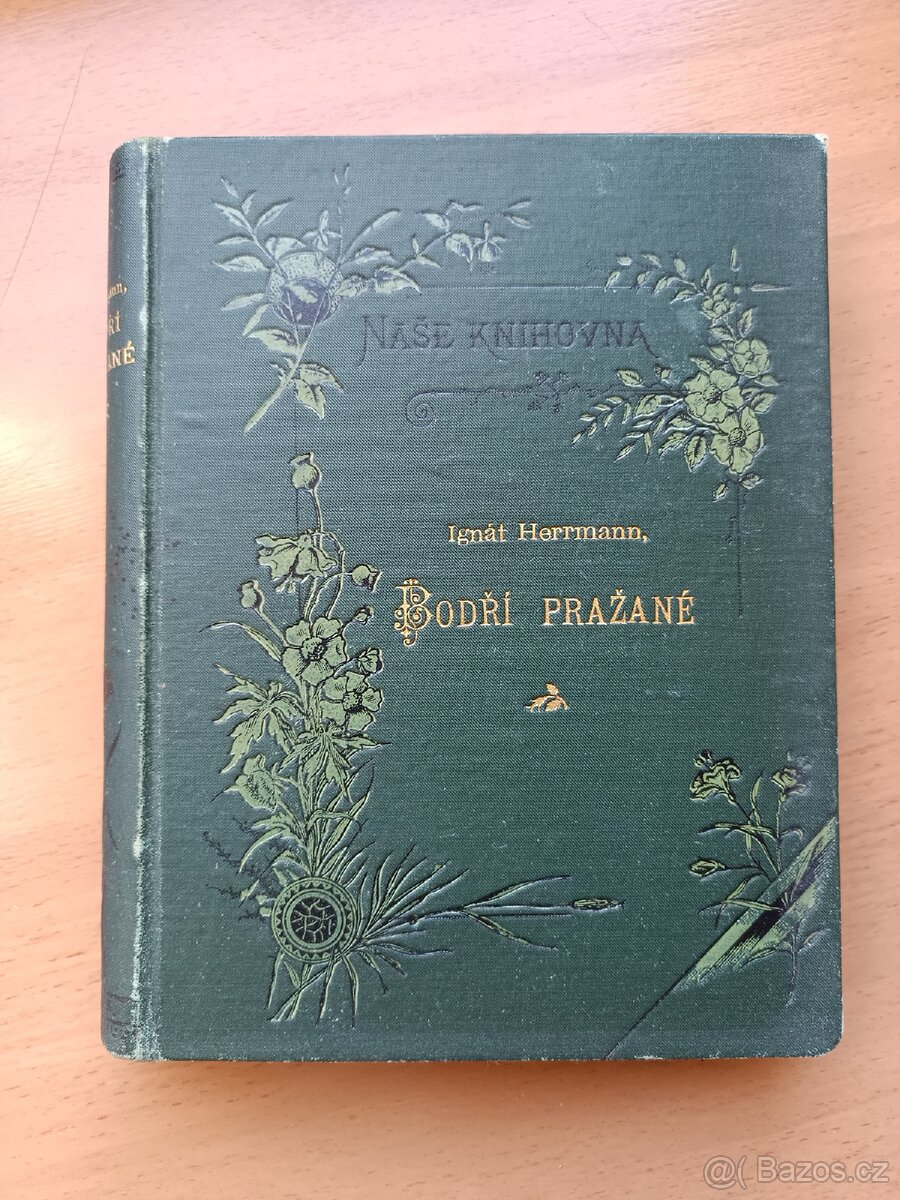 NAŠE KNIHOVNA
Ignát Herrmann,
BODŘÍ PRAŽANÉ
@( Bazos.cz